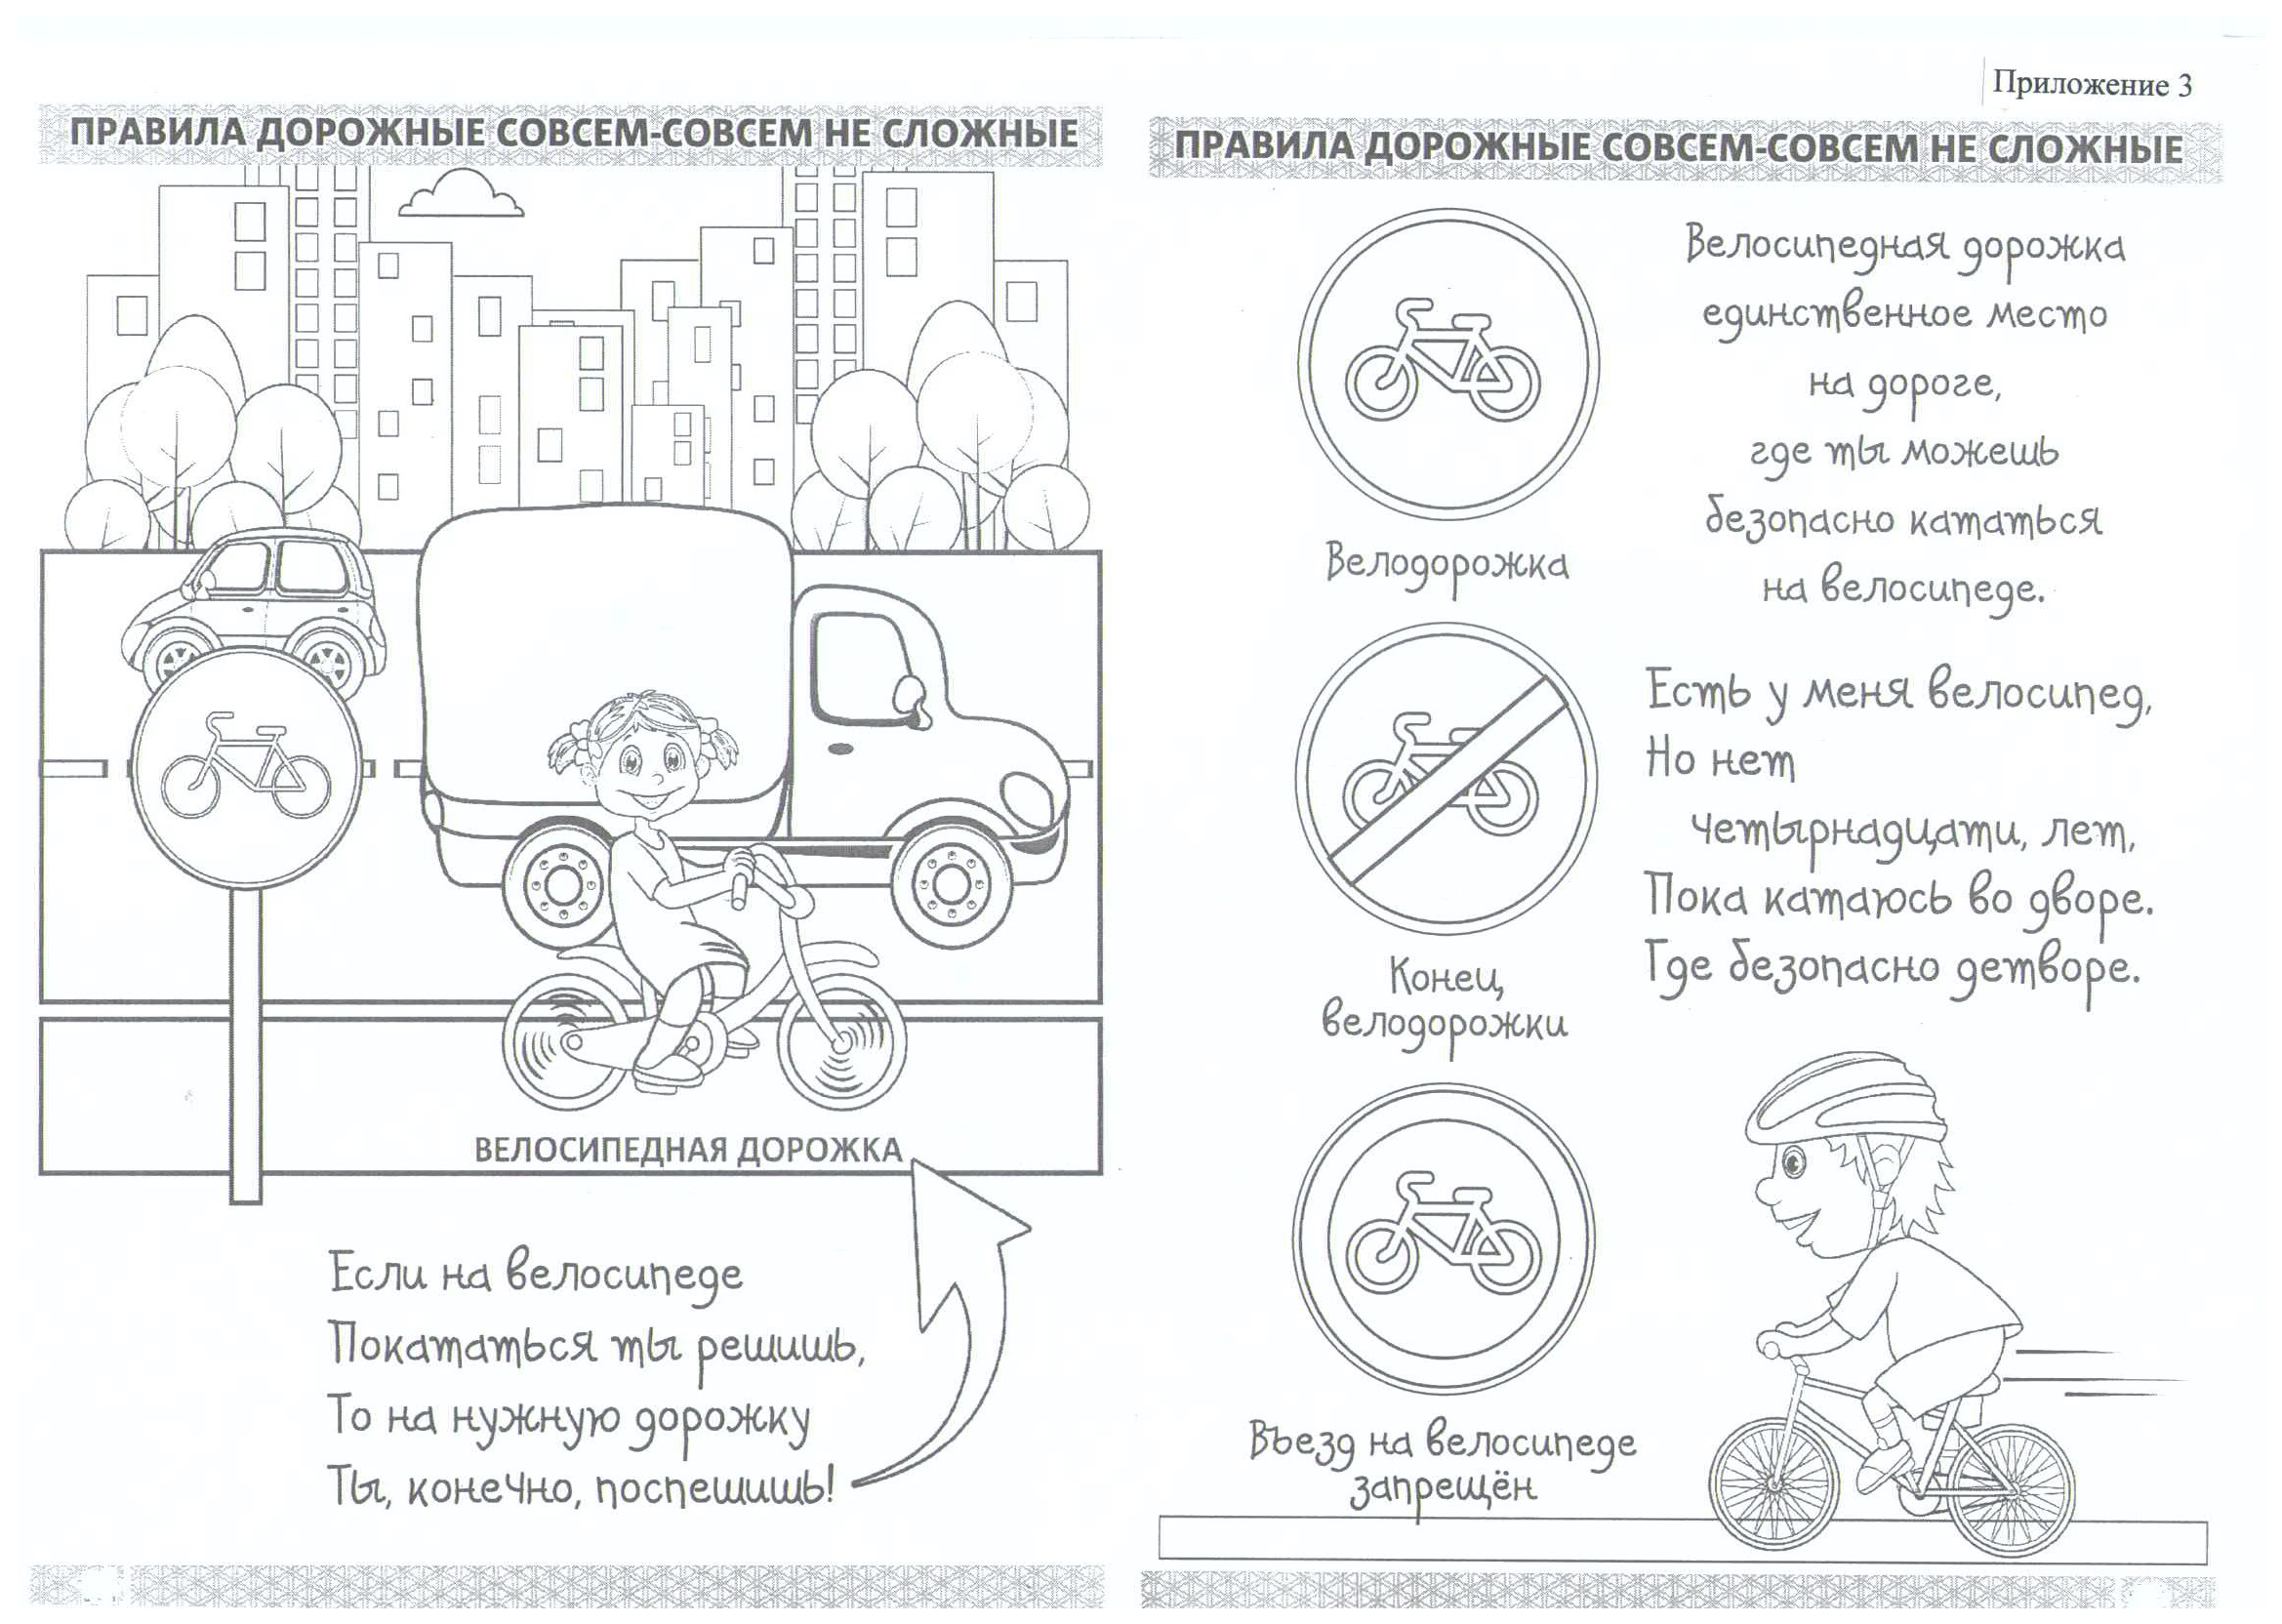 ПРАВИЛА ДОРОЖНЫЕ СОВСЕМ-СОВСЕМ НЕ СЛОЖНЫЕ
ВЕЛОСИПЕДНАЯ ДОРОЖКА
Если на велосипеде
Покататься ты решишь,
То на нужную дорожку
Ты, конечно, поспешишь!
Приложение 3
ПРАВИЛА ДОРОЖНЫЕ СОВСЕМ-СОВСЕМ НЕ СЛОЖНЫЕ
Велодорожка
Велосипедная дорожка
единственное место
на дороге,
где ты можешь
безопасно кататься
на велосипеде.
Конец
велодорожки
Есть у меня велосипед,
Но нет
четырнадцати, лет,
Пока катаюсь во дворе.
Где безопасно детворе.
Въезд на велосипеде
запрещён